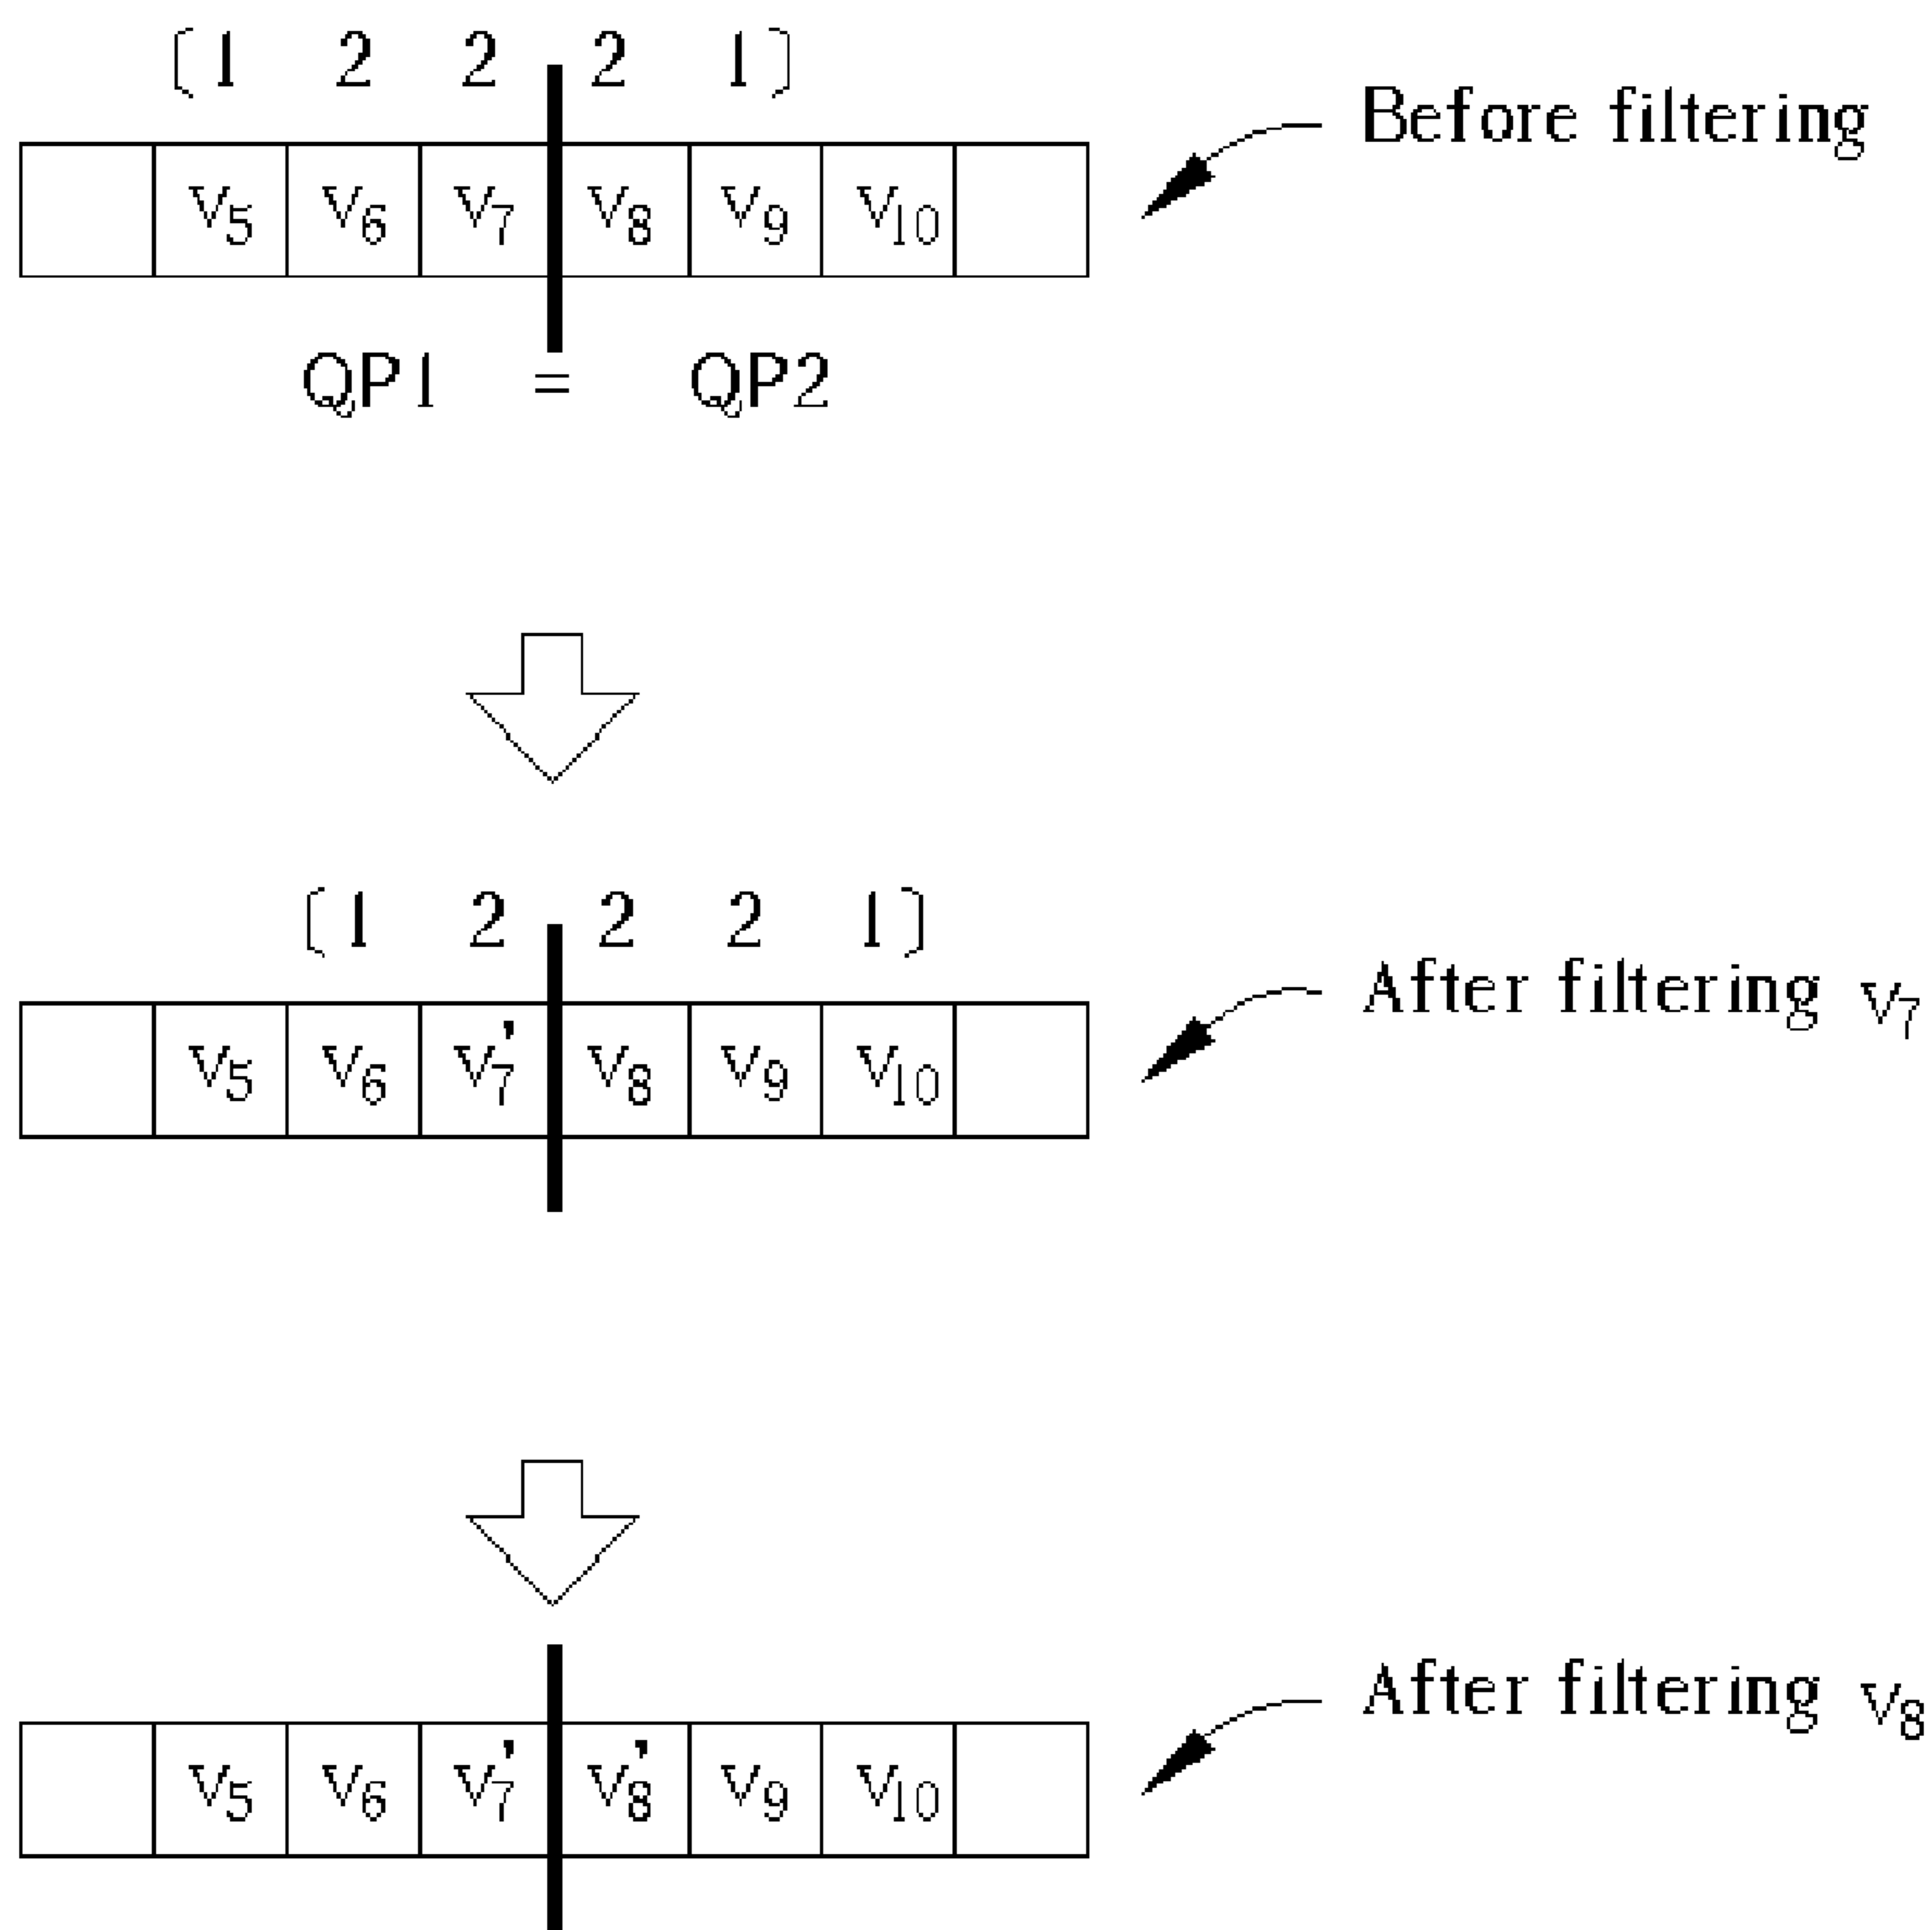 (1 2 2 2 1)
Before filtering
v5 v6 v7 v8 v9 v10
QP1 = QP2
(1 2 2 2 1)
After filtering v7
v5 v6 v7' v8 v9 v10
After filtering v8
v5 v6 v7' v8' v9 v10